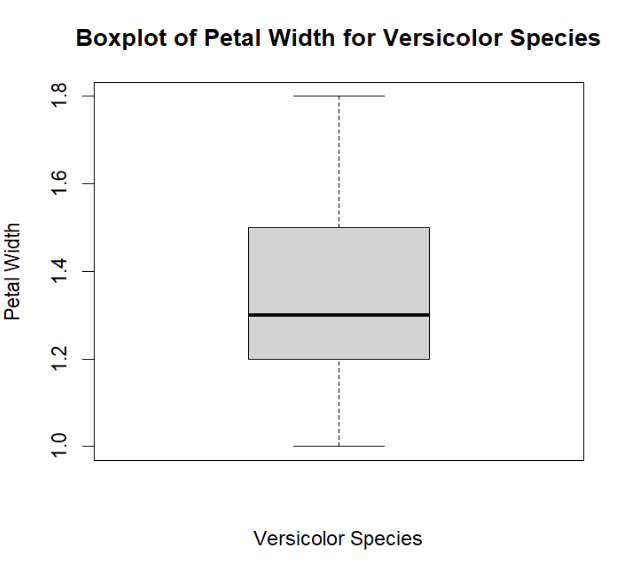 Boxplot of Petal Width for Versicolor Species
1.8
1.6
1.4
1.2
1.0
Petal Width
Versicolor Species